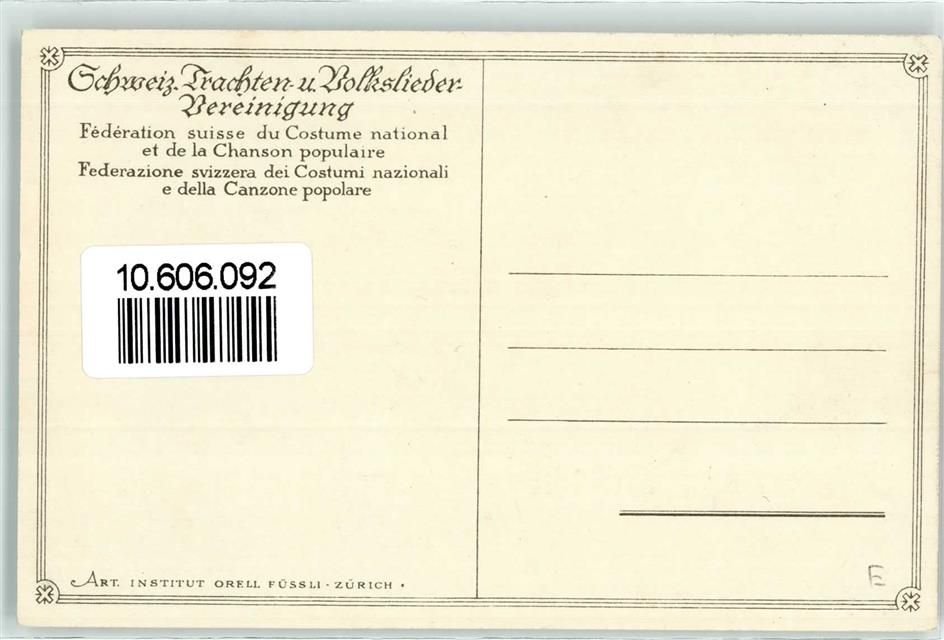 Schweiz. Trachten- u. Volkslieder-
Vereinigung
Fédération suisse du Costume national
et de la Chanson populaire
Federazione svizzera dei Costumi nazionali
e della Canzone popolare
10.606.092
ART. INSTITUT ORELL FÜSSLI · ZÜRICH ·
E